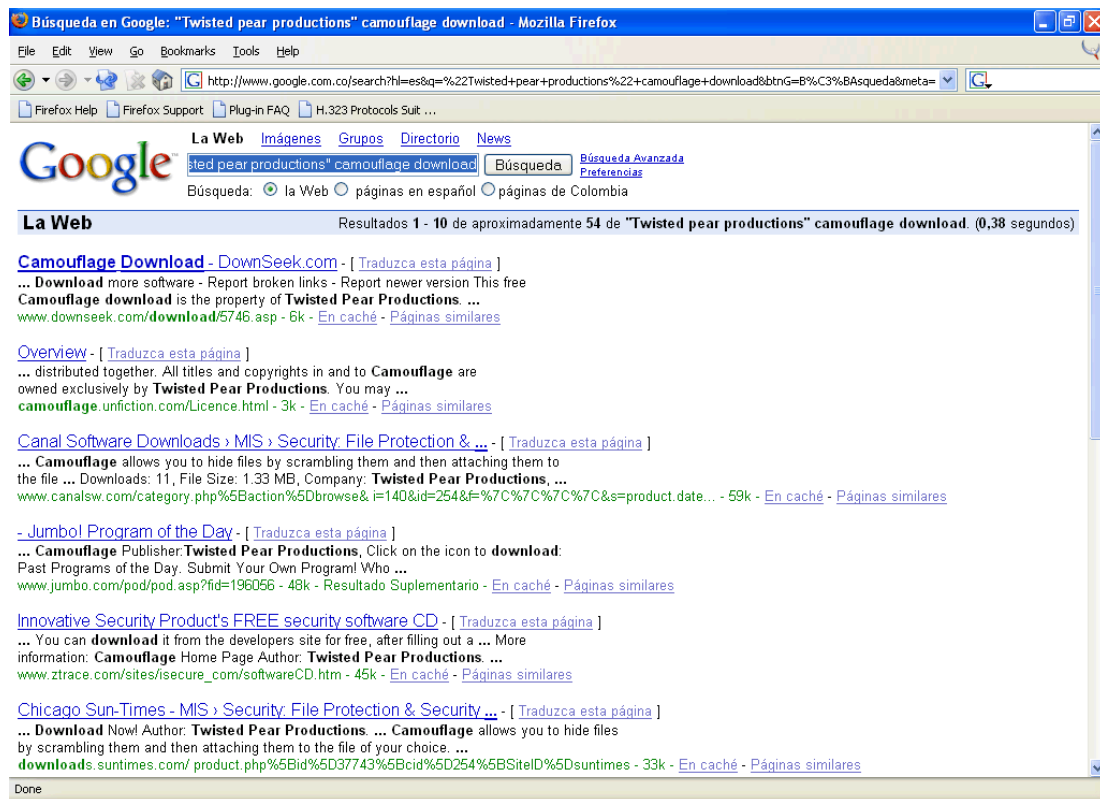 Búsqueda en Google: "Twisted pear productions" camouflage download - Mozilla Firefox
File Edit View Go Bookmarks Tools Help
http://www.google.com.co/search?hl=es&q=%22Twisted+pear+productions%22+camouflage+download&btnG=B%C3%BAsqueda&meta=
Firefox Help Firefox Support Plug-in FAQ H.323 Protocols Suit ...
La Web Imágenes Grupos Directorio News
Google™
sted pear productions" camouflage download Búsqueda Búsqueda Avanzada
Preferencias
Búsqueda: la Web páginas en español páginas de Colombia
La Web Resultados 1 - 10 de aproximadamente 54 de "Twisted pear productions" camouflage download. (0,38 segundos)
Camouflage Download - DownSeek.com - [ Traduzca esta página ]
... Download more software - Report broken links - Report newer version This free
Camouflage download is the property of Twisted Pear Productions. ...
www.downseek.com/download/5746.asp - 6k - En caché - Páginas similares
Overview - [ Traduzca esta página ]
... distributed together. All titles and copyrights in and to Camouflage are
owned exclusively by Twisted Pear Productions. You may ...
camouflage.unfiction.com/Licence.html - 3k - En caché - Páginas similares
Canal Software Downloads › MIS › Security: File Protection & ... - [ Traduzca esta página ]
... Camouflage allows you to hide files by scrambling them and then attaching them to
the file ... Downloads: 11, File Size: 1.33 MB, Company: Twisted Pear Productions, ...
www.canalsw.com/category.php%5Baction%5Dbrowse& i=140&id=254&f=%7C%7C%7C%7C&s=product.date... - 59k - En caché - Páginas similares
- Jumbo! Program of the Day - [ Traduzca esta página ]
... Camouflage Publisher:Twisted Pear Productions, Click on the icon to download:
Past Programs of the Day. Submit Your Own Program! Who ...
www.jumbo.com/pod/pod.asp?fid=196056 - 48k - Resultado Suplementario - En caché - Páginas similares
Innovative Security Product's FREE security software CD - [ Traduzca esta página ]
... You can download it from the developers site for free, after filling out a ... More
information: Camouflage Home Page Author: Twisted Pear Productions. ...
www.ztrace.com/sites/isecure_com/softwareCD.htm - 45k - En caché - Páginas similares
Chicago Sun-Times - MIS › Security: File Protection & Security ... - [ Traduzca esta página ]
... Download Now! Author: Twisted Pear Productions. ... Camouflage allows you to hide files
by scrambling them and then attaching them to the file of your choice. ...
downloads.suntimes.com/ product.php%5Bid%5D37743%5Bcid%5D254%5BSiteID%5Dsuntimes - 33k - En caché - Páginas similares
Done